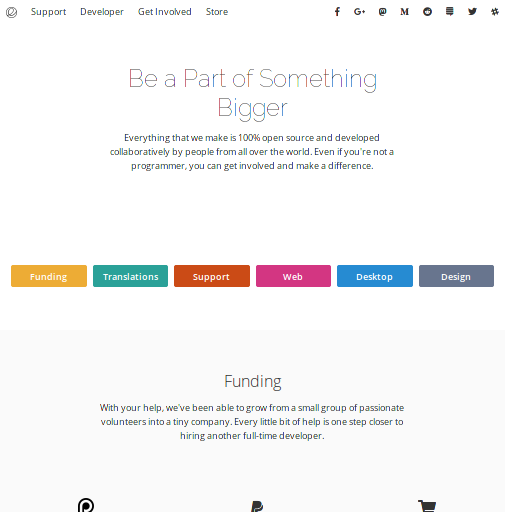 Support Developer Get Involved Store
Be a Part of Something
Bigger
Everything that we make is 100% open source and developed
collaboratively by people from all over the world. Even if you're not a
programmer, you can get involved and make a difference.
Funding Translations Support Web Desktop Design
Funding
With your help, we've been able to grow from a small group of passionate
volunteers into a tiny company. Every little bit of help is one step closer to
hiring another full-time developer.